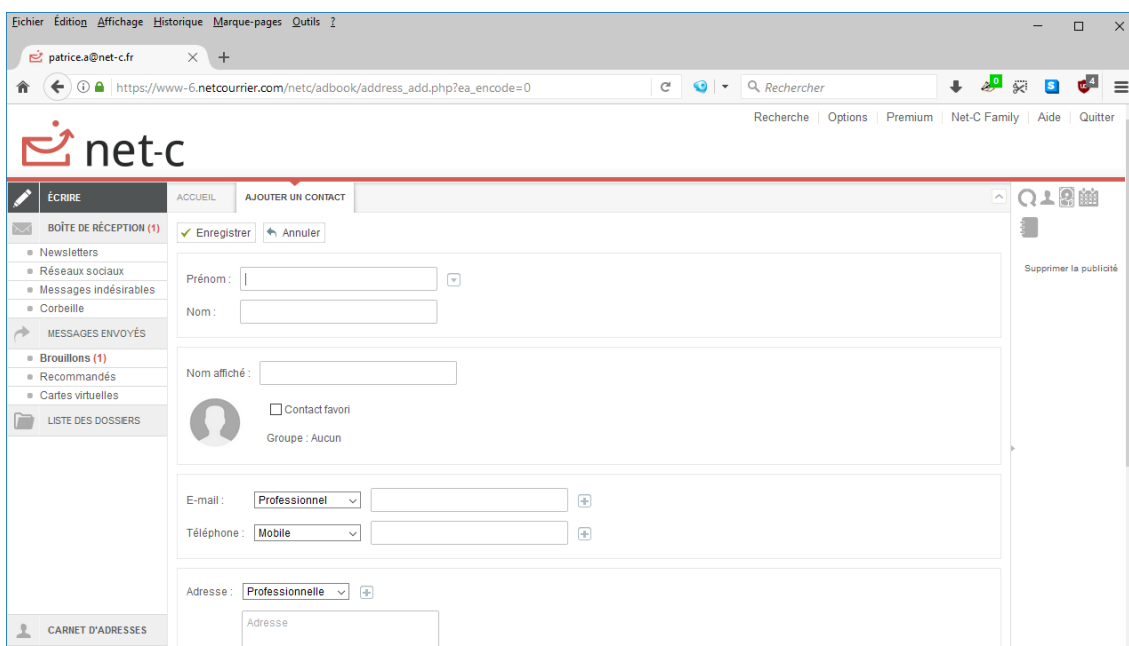 Fichier Édition Affichage Historique Marque-pages Outils ?
patrice.a@net-c.fr
https://www-6.netcourrier.com/netc/adbook/address_add.php?ea_encode=0
Rechercher
0
S
4
Recherche Options Premium Net-C Family Aide Quitter
net-c
ÉCRIRE
ACCUEIL
AJOUTER UN CONTACT
BOÎTE DE RÉCEPTION (1)
Enregistrer
Annuler
Newsletters
Réseaux sociaux
Messages indésirables
Corbeille
MESSAGES ENVOYÉS
Brouillons (1)
Recommandés
Cartes virtuelles
LISTE DES DOSSIERS
CARNET D'ADRESSES
Prénom :
Nom :
Nom affiché :
Contact favori
Groupe : Aucun
E-mail : Professionnel
Téléphone : Mobile
Adresse : Professionnelle
Adresse
Supprimer la publicité